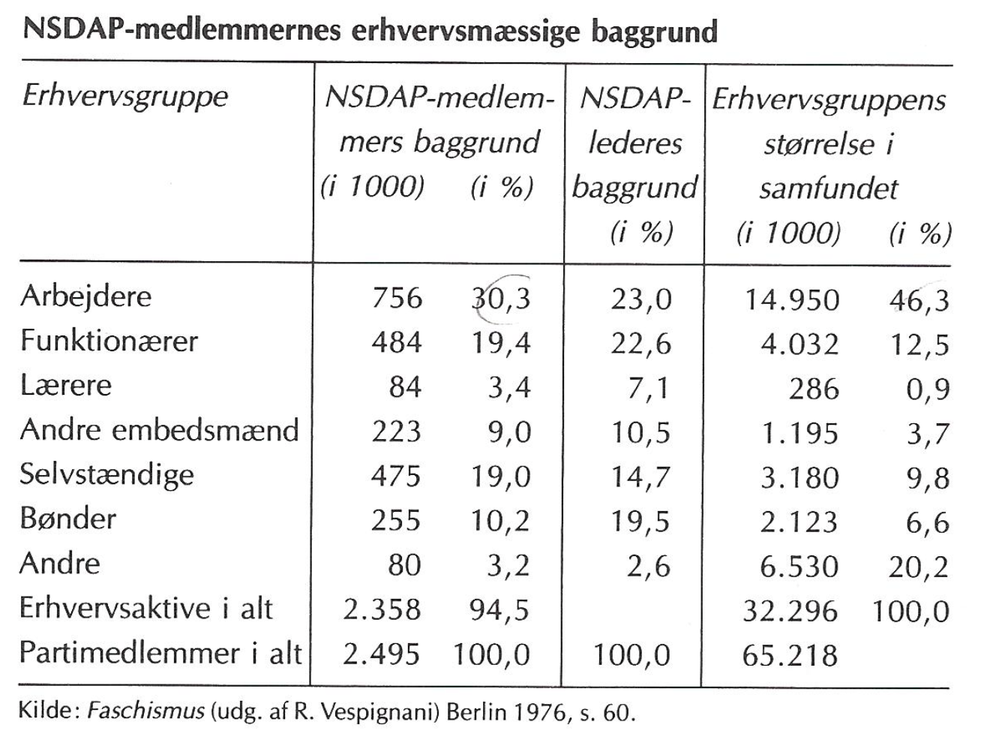 NSDAP-medlemmernes erhvervsmæssige baggrund
Erhvervsgruppe NSDAP-medlem- NSDAP- Erhvervsgruppens
mers baggrund lederes størrelse i
(i 1000) (i %) baggrund samfundet
(i %) (i 1000) (i %)
Arbejdere 756 30,3 23,0 14.950 46,3
Funktionærer 484 19,4 22,6 4.032 12,5
Lærere 84 3,4 7,1 286 0,9
Andre embedsmænd 223 9,0 10,5 1.195 3,7
Selvstændige 475 19,0 14,7 3.180 9,8
Bønder 255 10,2 19,5 2.123 6,6
Andre 80 3,2 2,6 6.530 20,2
Erhvervsaktive i alt 2.358 94,5 32.296 100,0
Partimedlemmer i alt 2.495 100,0 100,0 65.218
Kilde: Faschismus (udg. af R. Vespignani) Berlin 1976, s. 60.